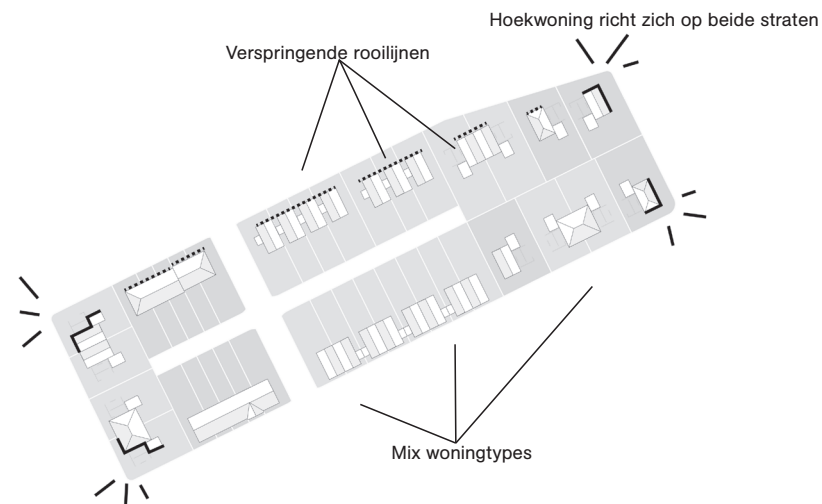 Hoekwoning richt zich op beide straten
Verspringende rooilijnen
Mix woningtypes